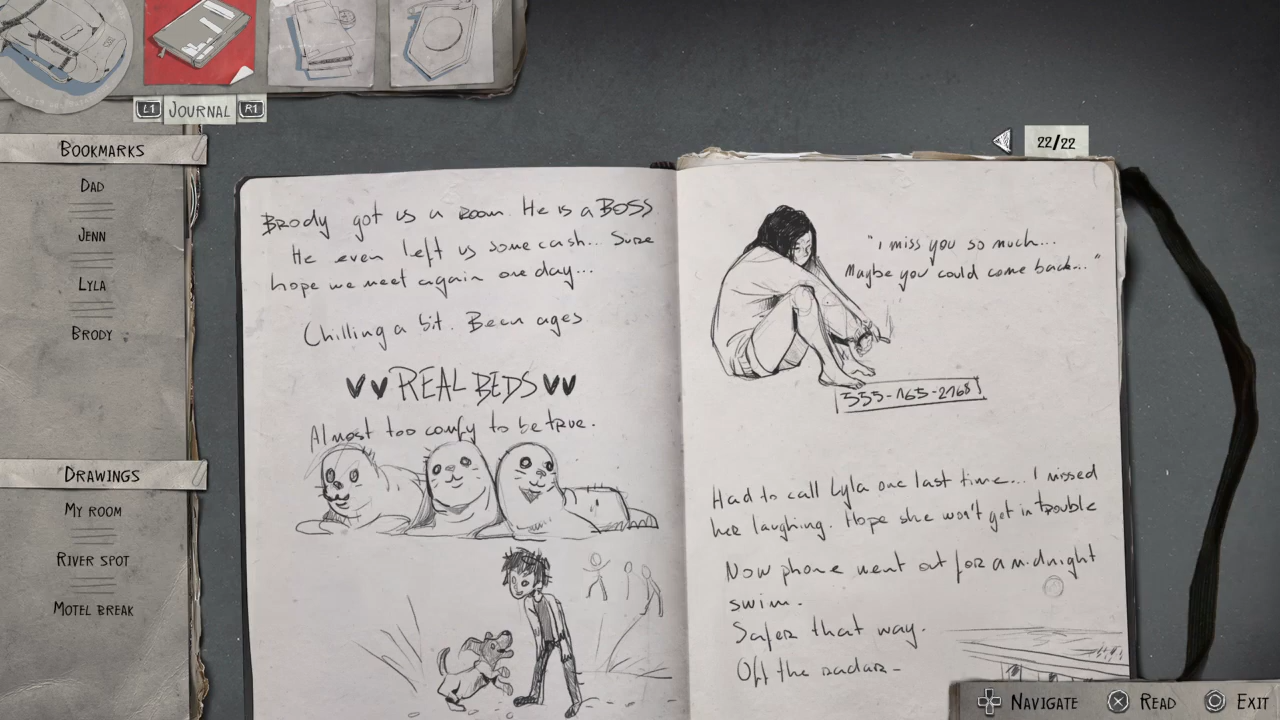 L1 JOURNAL R1
BOOKMARKS
DAD
JENN
LYLA
BRODY
DRAWINGS
MY ROOM
RIVER SPOT
MOTEL BREAK
22/22
Brody got us a room. He is a BOSS
He even left us some cash... Sure
hope we meet again one day...
Chilling a bit. Been ages
REAL BEDS
Almost too comfy to be true.
"I miss you so much...
Maybe you could come back..."
555-165-2768
Had to call Lyla one last time... I missed
her laughing. Hope she won't get in trouble
Now phone went out for a midnight
swim.
Safer that way.
Off the radar-
NAVIGATE READ EXIT